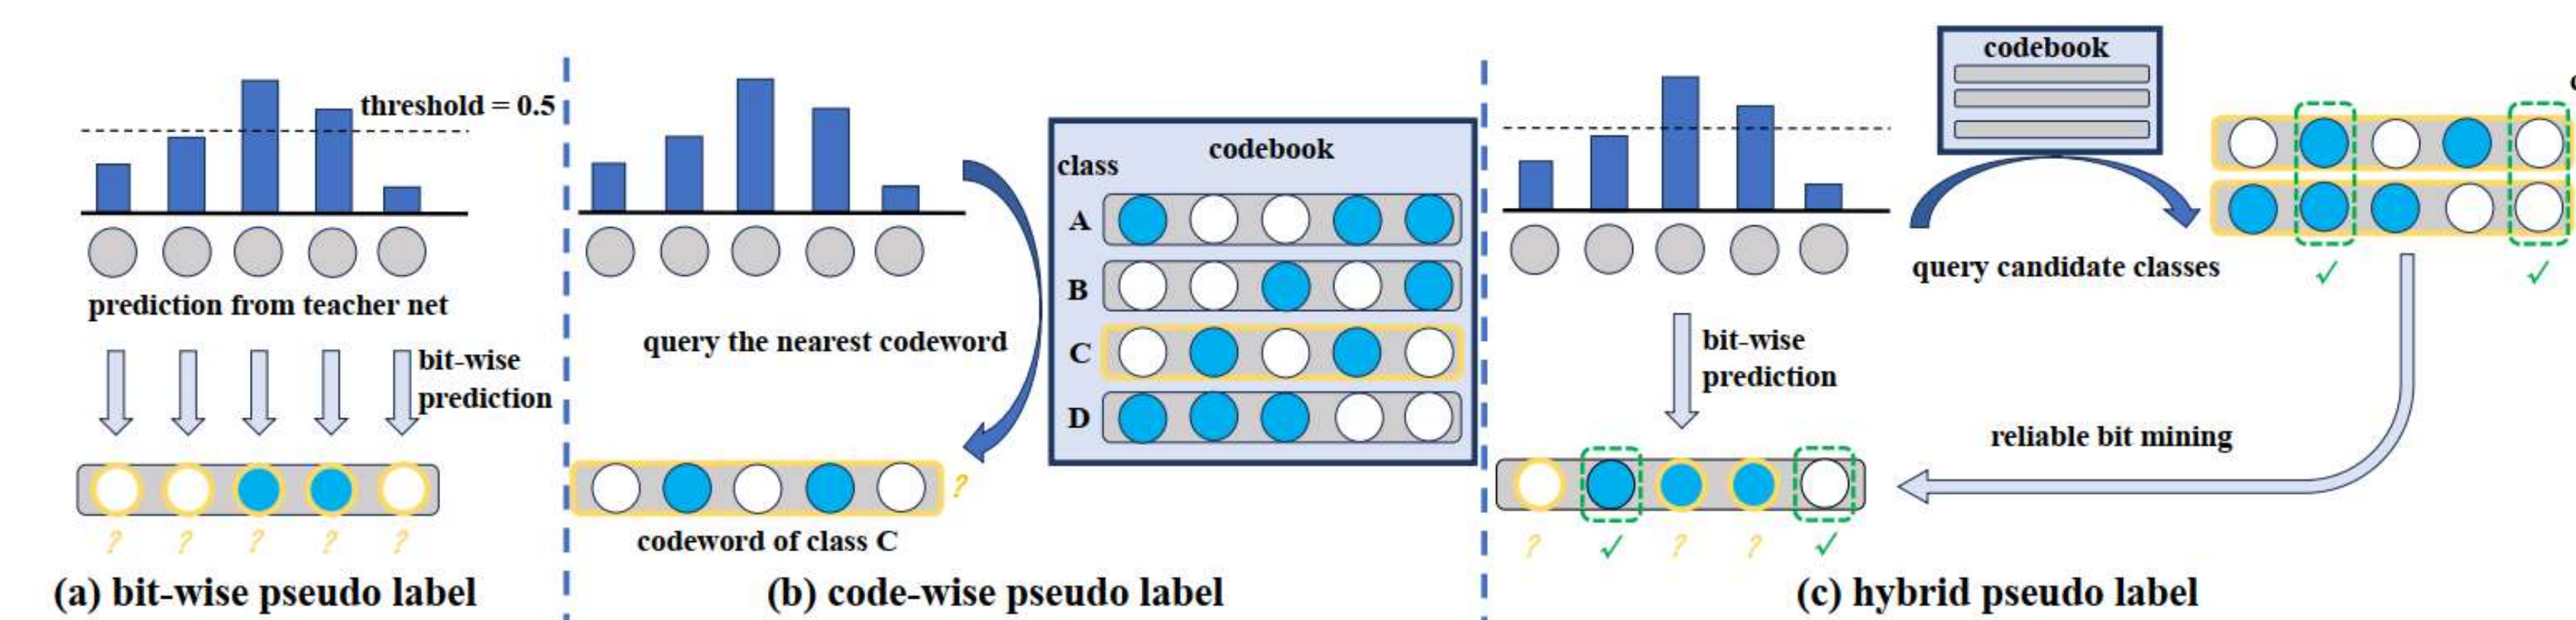 threshold = 0.5
prediction from teacher net
bit-wise
prediction
? ? ? ? ?
(a) bit-wise pseudo label
query the nearest codeword
codebook
class
A
B
C
D
?
codeword of class C
(b) code-wise pseudo label
codebook
query candidate classes
✓ ✓
bit-wise
prediction
reliable bit mining
? ✓ ? ? ✓
(c) hybrid pseudo label